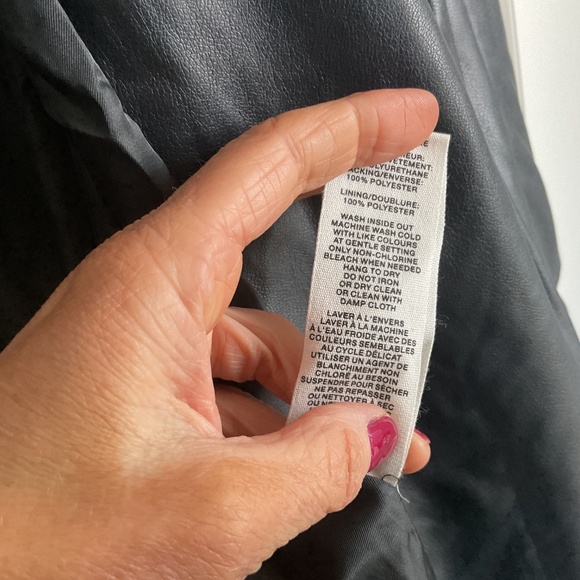 100% POLYESTER
LINING/DOUBLURE:
100% POLYESTER
WASH INSIDE OUT
MACHINE WASH COLD
WITH LIKE COLOURS
AT GENTLE SETTING
ONLY NON-CHLORINE
BLEACH WHEN NEEDED
HANG TO DRY
DO NOT IRON
OR DRY CLEAN
OR CLEAN WITH
DAMP CLOTH
LAVER À L'ENVERS
LAVER À LA MACHINE
À L'EAU FROIDE AVEC DES
COULEURS SEMBLABLES
AU CYCLE DÉLICAT
UTILISER UN AGENT DE
BLANCHIMENT NON
CHLORÉ AU BESOIN
SUSPENDRE POUR SÉCHER
NE PAS REPASSER
OU NETTOYER À SEC